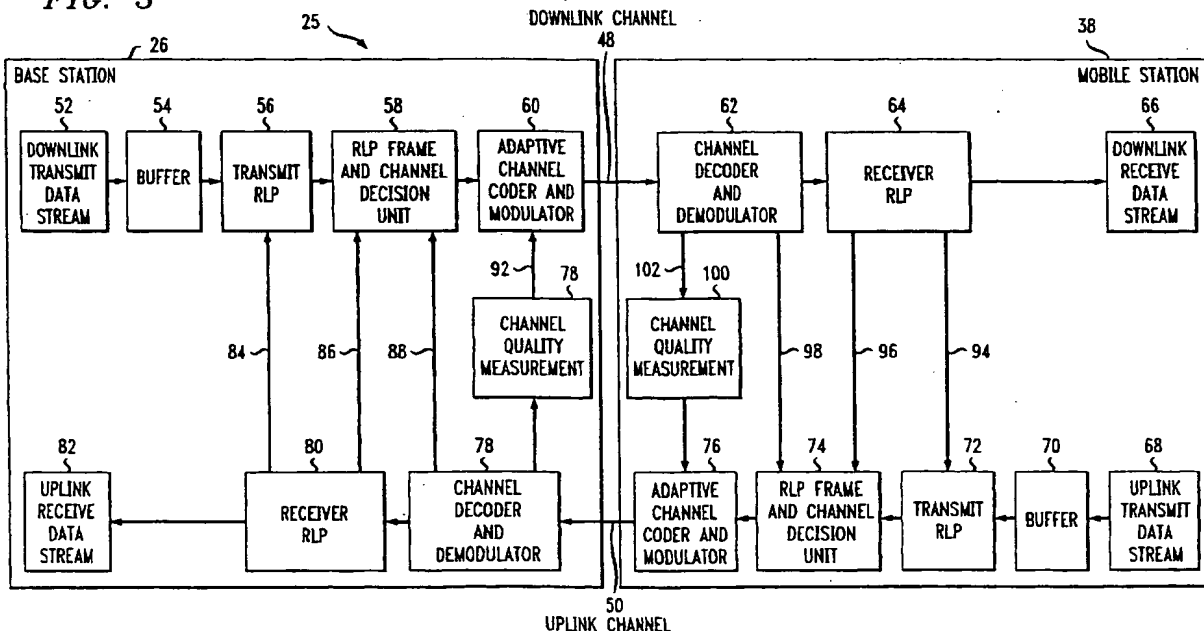 FIG. 3
DOWNLINK CHANNEL
25
48
26
38
BASE STATION
MOBILE STATION
52
54
56
58
60
62
64
66
DOWNLINK
TRANSMIT
DATA
STREAM
BUFFER
TRANSMIT
RLP
RLP FRAME
AND CHANNEL
DECISION
UNIT
ADAPTIVE
CHANNEL
CODER AND
MODULATOR
CHANNEL
DECODER
AND
DEMODULATOR
RECEIVER
RLP
DOWNLINK
RECEIVE
DATA
STREAM
92
78
102
100
CHANNEL
QUALITY
MEASUREMENT
CHANNEL
QUALITY
MEASUREMENT
84
86
88
98
96
94
82
80
78
76
74
72
70
68
UPLINK
RECEIVE
DATA
STREAM
RECEIVER
RLP
CHANNEL
DECODER
AND
DEMODULATOR
ADAPTIVE
CHANNEL
CODER AND
MODULATOR
RLP FRAME
AND CHANNEL
DECISION
UNIT
TRANSMIT
RLP
BUFFER
UPLINK
TRANSMIT
DATA
STREAM
50
UPLINK CHANNEL